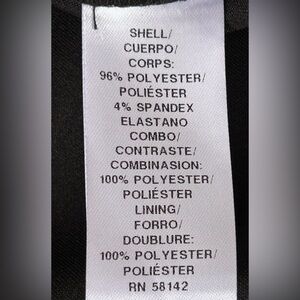 SHELL/
CUERPO/
CORPS:
96% POLYESTER/
POLIÉSTER
4% SPANDEX
ELASTANO
COMBO/
CONTRASTE/
COMBINASION:
100% POLYESTER/
POLIÉSTER
LINING/
FORRO/
DOUBLURE:
100% POLYESTER/
POLIÉSTER
RN 58142